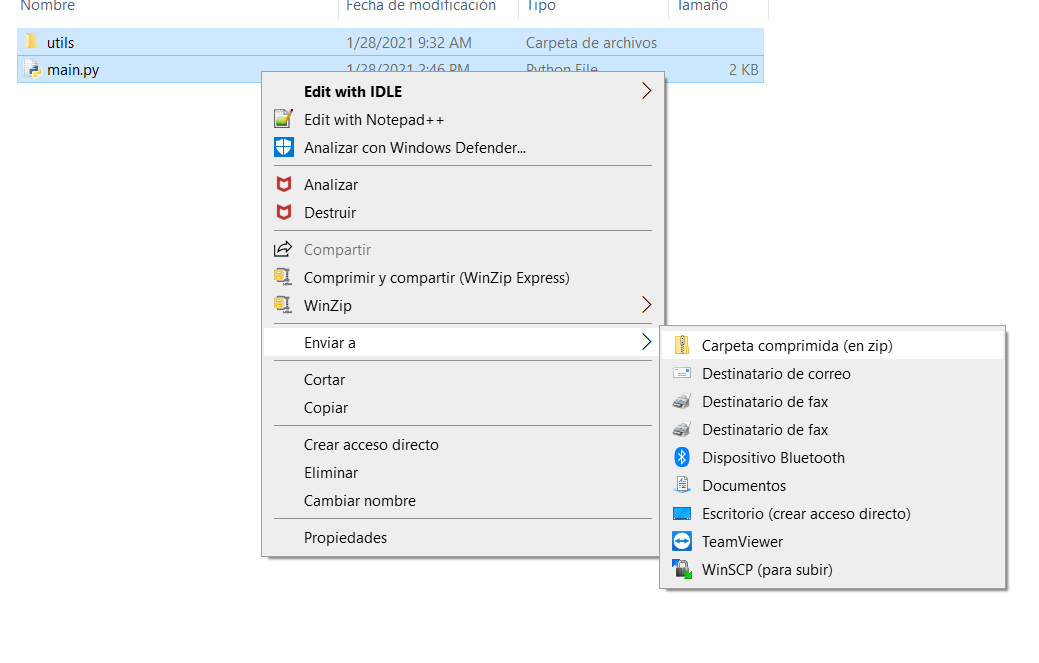 Nombre Fecha de modificación Tipo Tamaño
utils 1/28/2021 9:32 AM Carpeta de archivos
main.py 1/28/2021 2:46 PM Python File 2 KB
Edit with IDLE
Edit with Notepad++
Analizar con Windows Defender...
Analizar
Destruir
Compartir
Comprimir y compartir (WinZip Express)
WinZip
Enviar a
Cortar
Copiar
Crear acceso directo
Eliminar
Cambiar nombre
Propiedades
Carpeta comprimida (en zip)
Destinatario de correo
Destinatario de fax
Destinatario de fax
Dispositivo Bluetooth
Documentos
Escritorio (crear acceso directo)
TeamViewer
WinSCP (para subir)